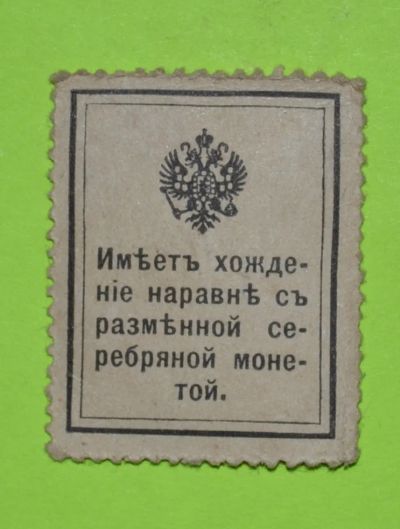 Имѣетъ хожде-
ніе наравнѣ съ
размѣнной се-
ребряной моне-
той.